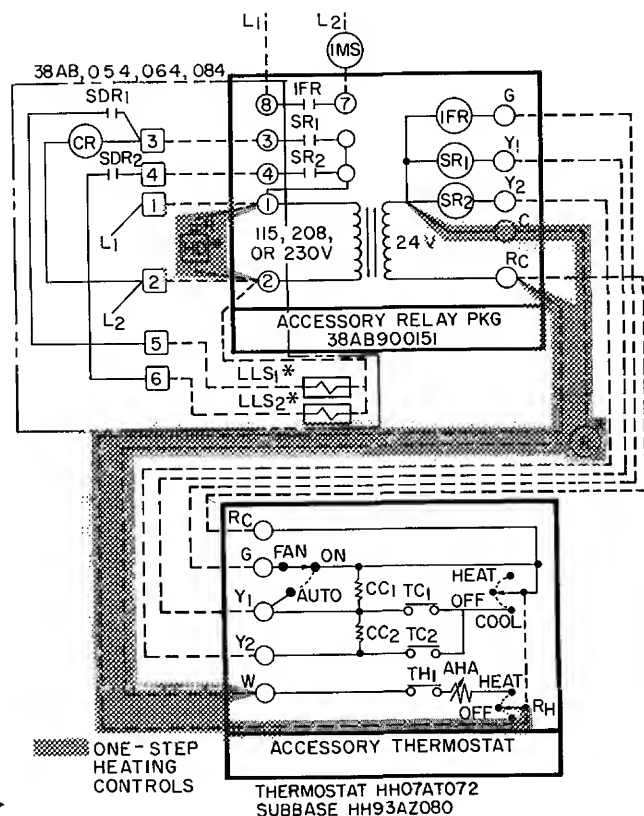 L1
L2
IMS
38AB, 054, 064, 084
SDR1
8
IFR
7
IFR
G
CR
3
3
SR1
SR1
Y1
SDR2
4
4
SR2
SR2
Y2
1
1
C
L1
115, 208,
OR 230V
24V
RC
2
2
L2
ACCESSORY RELAY PKG
38AB900151
5
LLS1*
6
LLS2*
RC
G
FAN
ON
HEAT
CC1
TC1
OFF
Y1
AUTO
COOL
CC2
TC2
Y2
W
TH1
AHA
HEAT
OFF
RH
ONE-STEP
HEATING
CONTROLS
ACCESSORY THERMOSTAT
THERMOSTAT HH07AT072
SUBBASE HH93AZ080